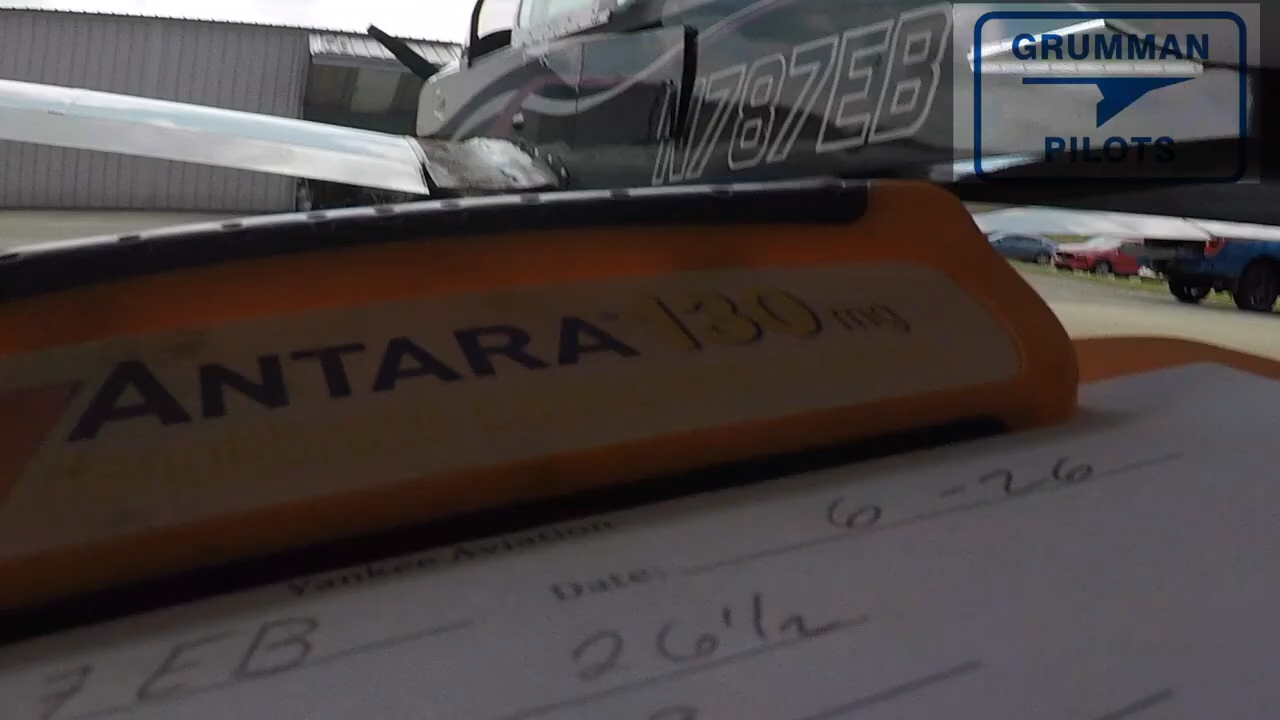 GRUMMAN
PILOTS
N787EB
ANTARA 130 mg
Yankee Aviation
Date: 6-26
7EB
26 1/2